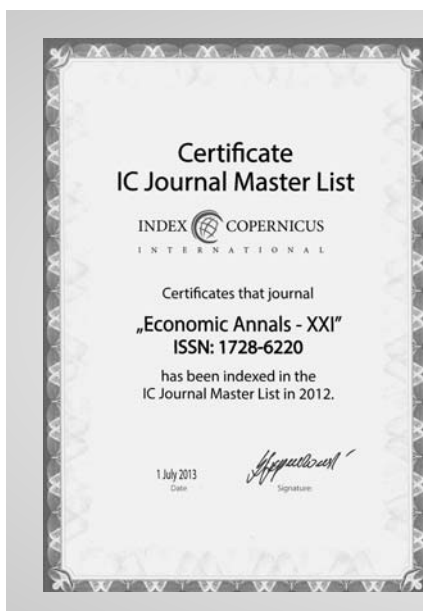 Certificate
IC Journal Master List
INDEX COPERNICUS
INTERNATIONAL
Certificates that journal
„Economic Annals - XXI”
ISSN: 1728-6220
has been indexed in the
IC Journal Master List in 2012.
1 July 2013
Date
Signature: